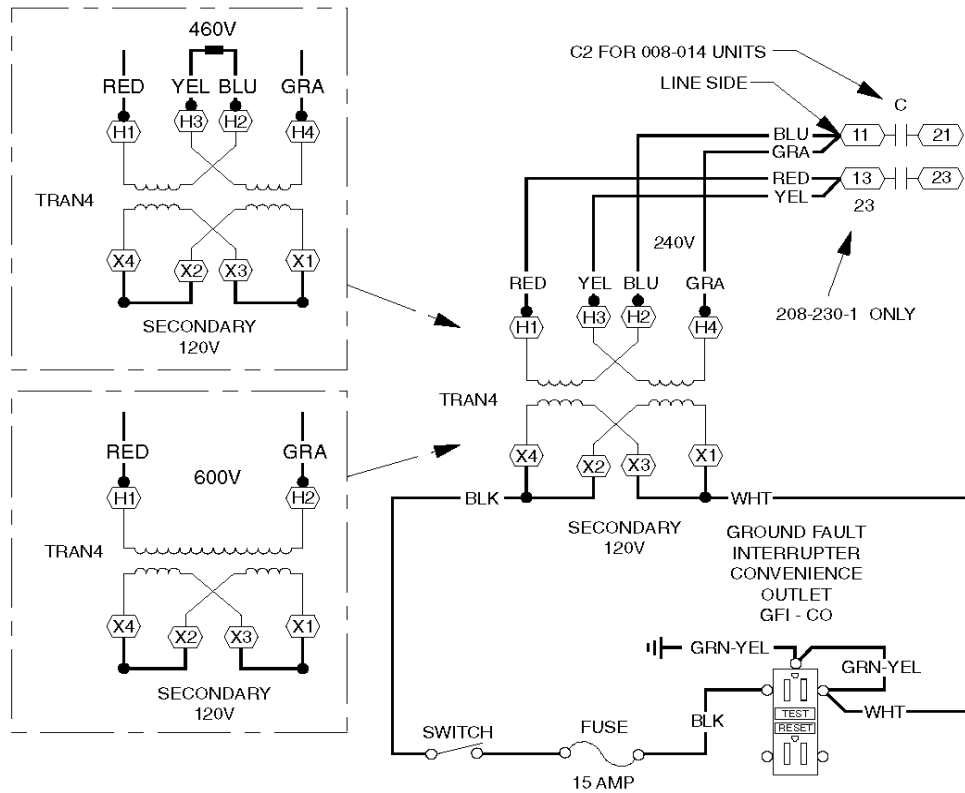 460V
RED YEL BLU GRA
H1 H3 H2 H4
TRAN4
X4 X2 X3 X1
SECONDARY
120V
RED GRA
600V
H1 H2
TRAN4
X4 X2 X3 X1
SECONDARY
120V
C2 FOR 008-014 UNITS
LINE SIDE
C
BLU 11 21
GRA
RED 13 23
YEL
23
240V
208-230-1 ONLY
RED YEL BLU GRA
H1 H3 H2 H4
TRAN4
X4 X2 X3 X1
BLK WHT
SECONDARY
120V
GROUND FAULT
INTERRUPTER
CONVENIENCE
OUTLET
GFI - CO
GRN-YEL
GRN-YEL
BLK
WHT
TEST
RESET
SWITCH
FUSE
15 AMP